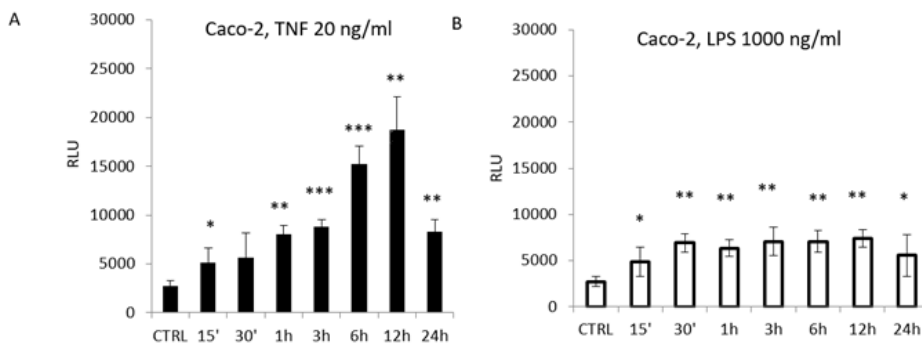 A
Caco-2, TNF 20 ng/ml
RLU
30000
25000
20000
15000
10000
5000
0
*
**
***
***
**
**
CTRL 15' 30' 1h 3h 6h 12h 24h
B
Caco-2, LPS 1000 ng/ml
RLU
30000
25000
20000
15000
10000
5000
0
* ** ** ** ** ** *
CTRL 15' 30' 1h 3h 6h 12h 24h